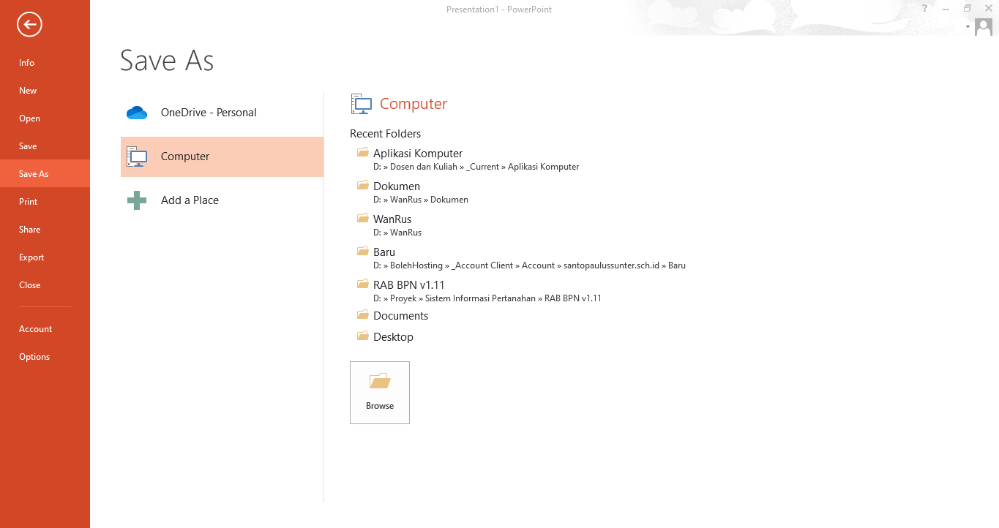 Presentation1 - PowerPoint
?
Info
New
Open
Save
Save As
Print
Share
Export
Close
Account
Options
Save As
OneDrive - Personal
Computer
Add a Place
Computer
Recent Folders
Aplikasi Komputer
D: » Dosen dan Kuliah » _Current » Aplikasi Komputer
Dokumen
D: » WanRus » Dokumen
WanRus
D: » WanRus
Baru
D: » BolehHosting » _Account Client » Account » santopaulussunter.sch.id » Baru
RAB BPN v1.11
D: » Proyek » Sistem Informasi Pertanahan » RAB BPN v1.11
Documents
Desktop
Browse